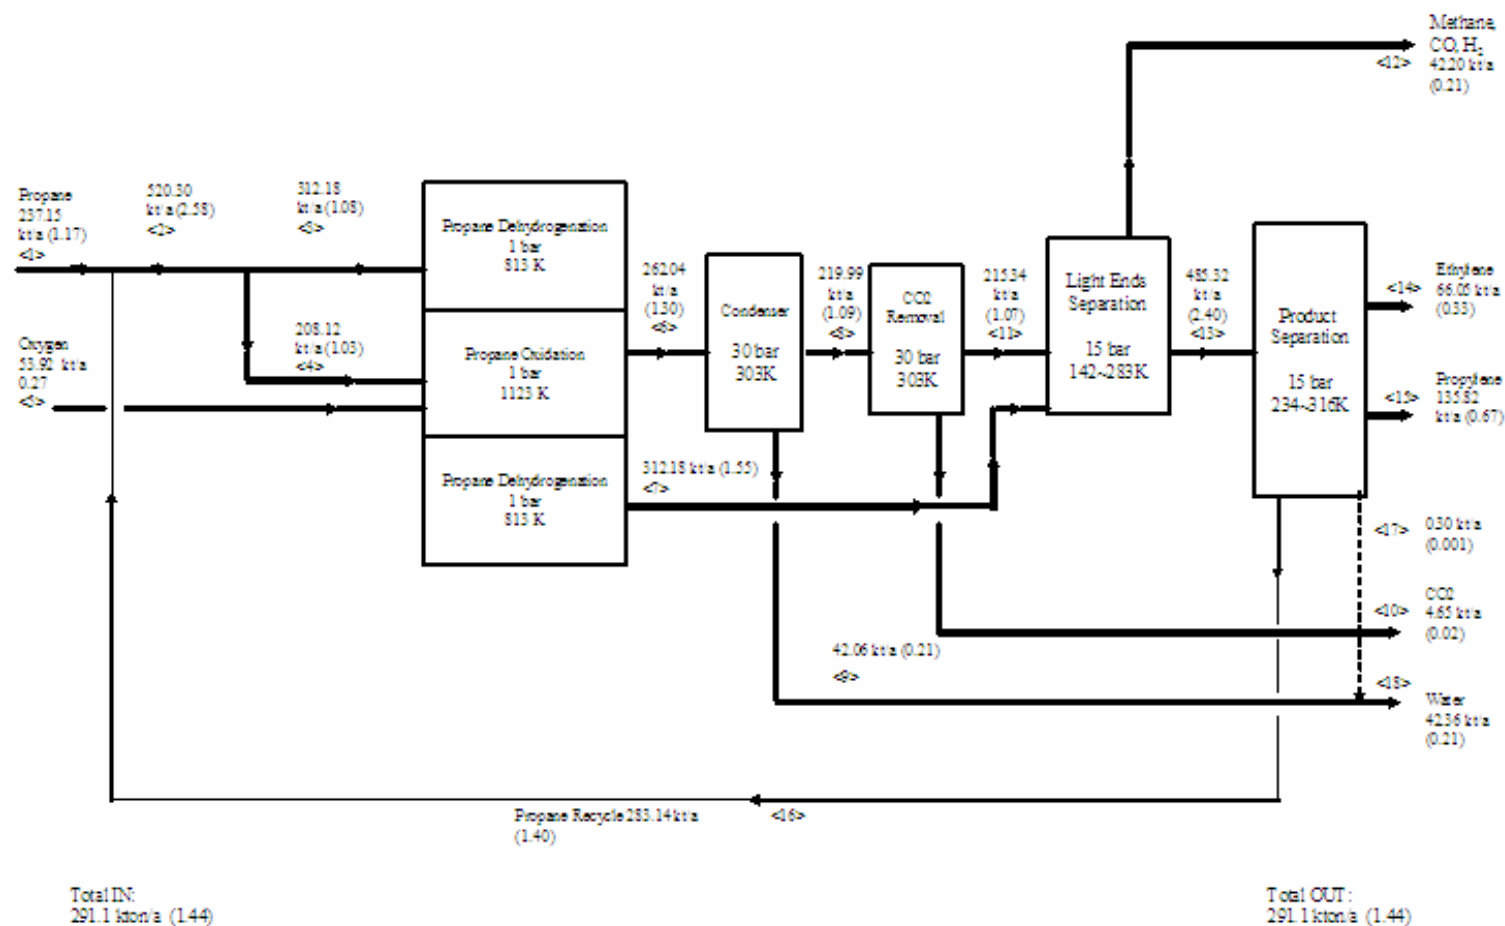 Methane,
CO, H2
42.20 kt/a
(0.21)
<12>
Propane
237.15
kt/a (1.17)
<1>
520.30
kt/a (2.58)
<2>
312.18
kt/a (1.08)
<3>
Propane Dehydrogenation
1 bar
813 K
208.12
kt/a (1.03)
<4>
Oxygen
53.92 kt/a
0.27
<5>
Propane Oxidation
1 bar
1123 K
Propane Dehydrogenation
1 bar
813 K
262.04
kt/a
(1.30)
<6>
Condenser
30 bar
303K
219.99
kt/a
(1.09)
<8>
CO2
Removal
30 bar
303K
215.34
kt/a
(1.07)
<11>
Light Ends
Separation
15 bar
142~283K
485.32
kt/a
(2.40)
<13>
Product
Separation
15 bar
234~316K
<14>
Ethylene
66.05 kt/a
(0.33)
<15>
Propylene
135.82
kt/a (0.67)
312.18 kt/a (1.55)
<7>
<17>
0.30 kt/a
(0.001)
<10>
CO2
4.65 kt/a
(0.02)
42.06 kt/a (0.21)
<9>
<18>
Water
42.36 kt/a
(0.21)
Propane Recycle 283.14 kt/a
(1.40)
<16>
Total IN:
291.1 kton/a (1.44)
Total OUT:
291.1 kton/a (1.44)